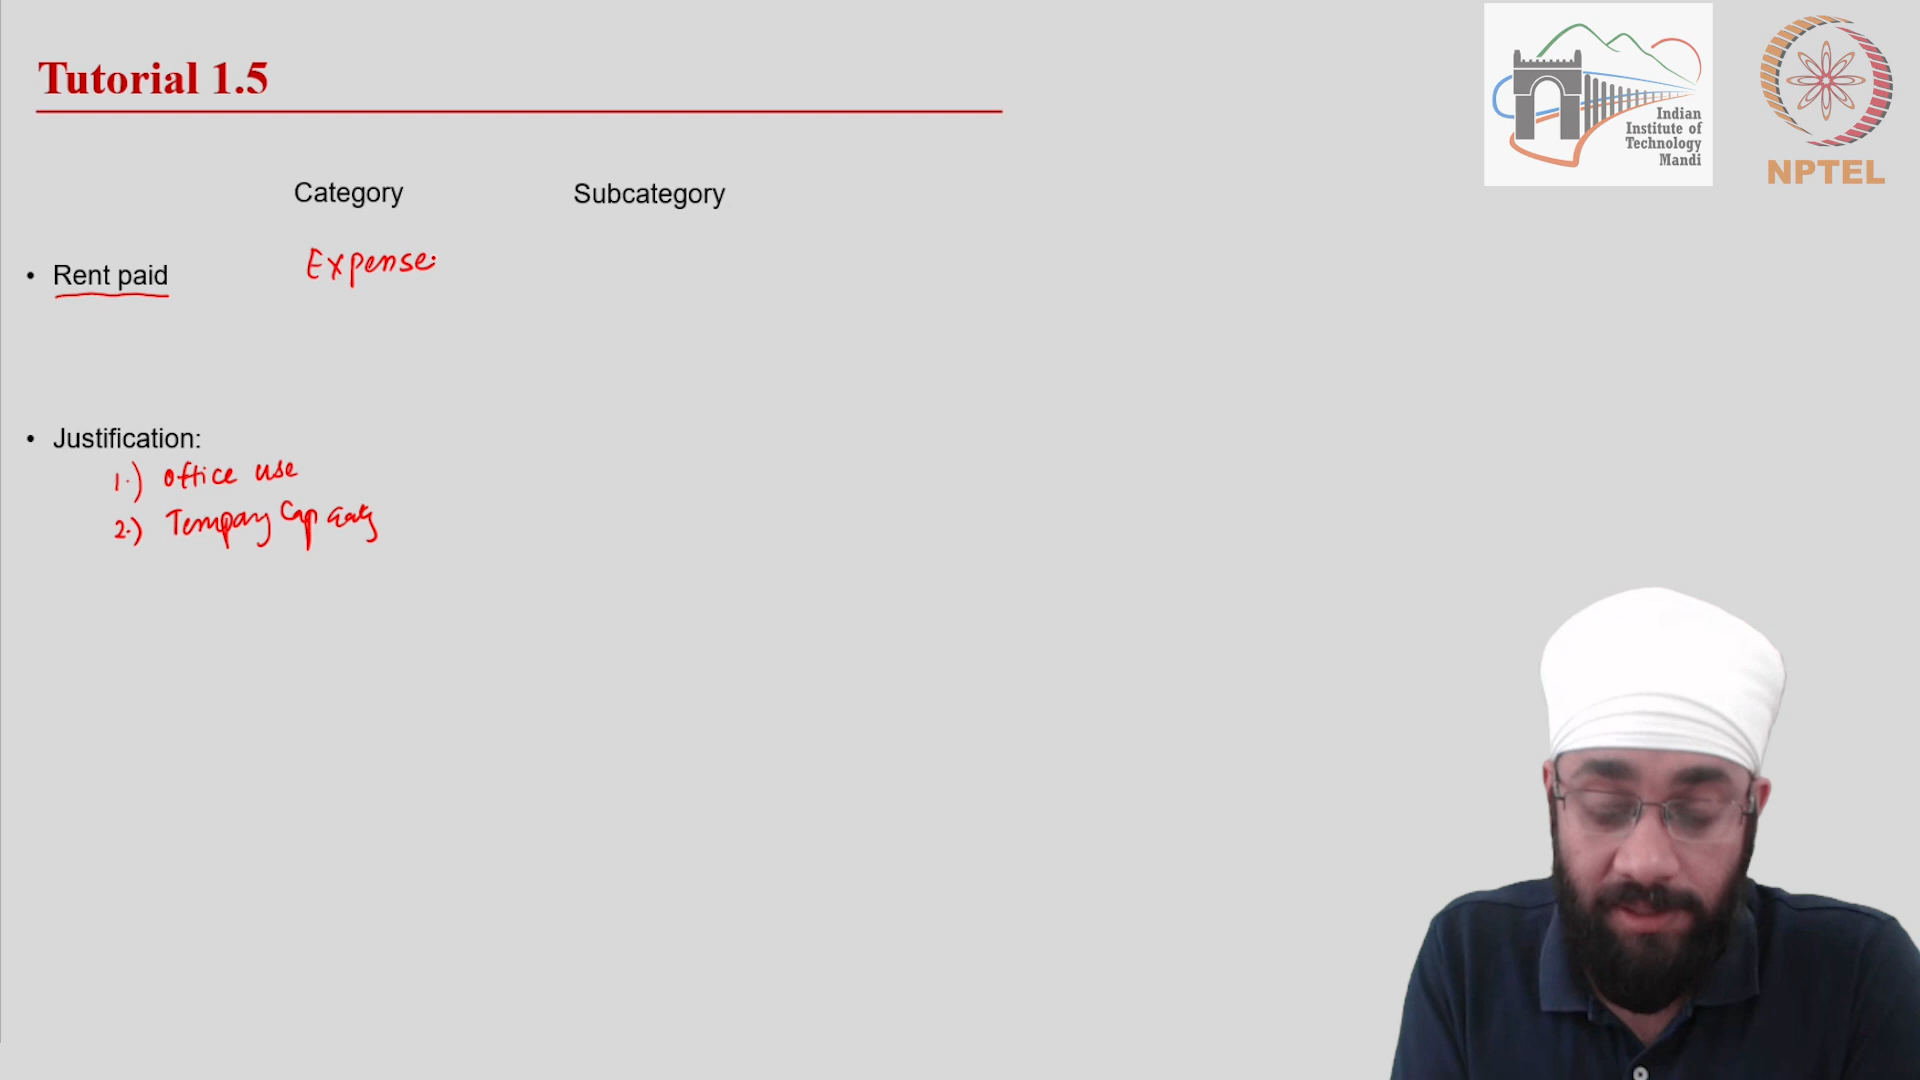 Tutorial 1.5
Indian
Institute of
Technology
Mandi
NPTEL
Category Subcategory
• Rent paid Expense
• Justification:
1.) office use
2.) Tempary